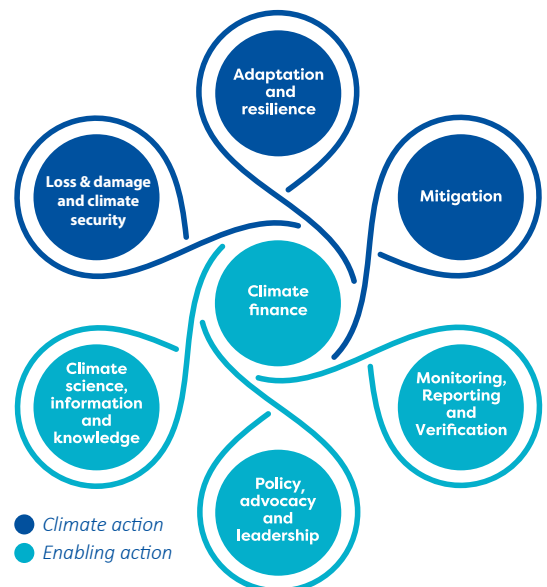 Adaptation
and
resilience
Loss & damage
and climate
security
Mitigation
Climate
finance
Climate
science,
information
and
knowledge
Monitoring,
Reporting
and
Verification
Policy,
advocacy
and
leadership
Climate action
Enabling action